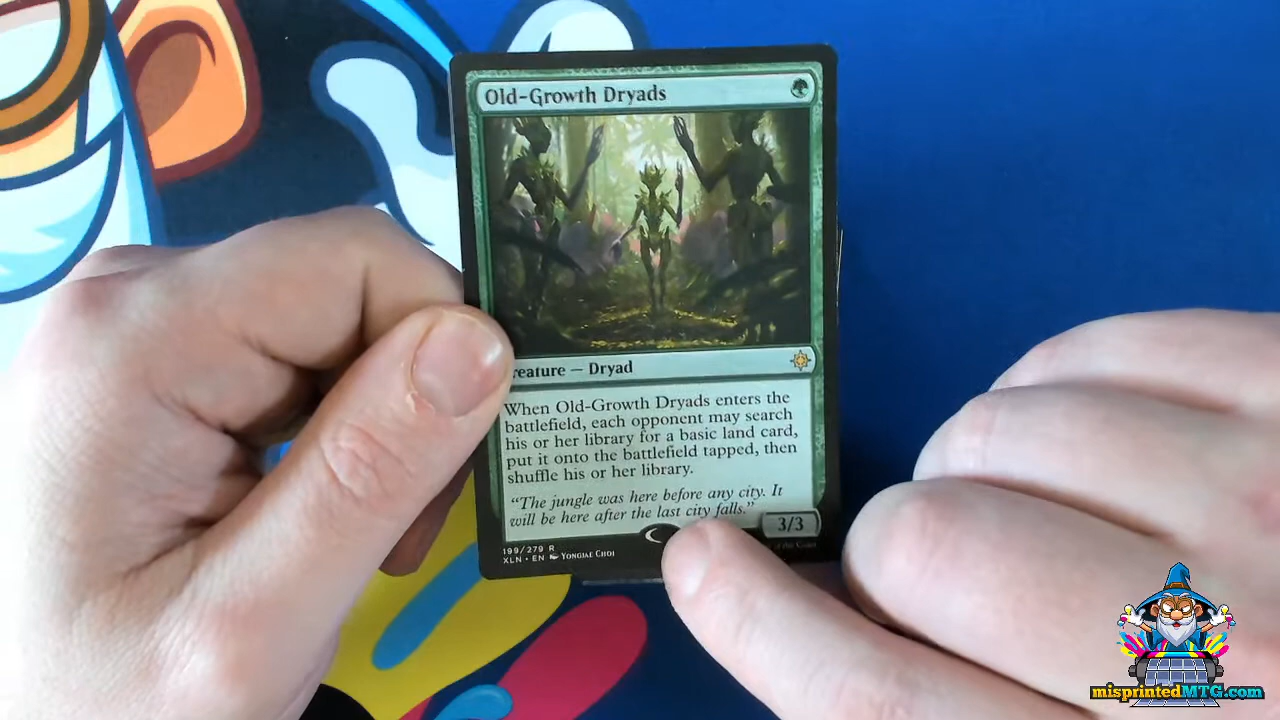 Old-Growth Dryads
reature — Dryad
When Old-Growth Dryads enters the
battlefield, each opponent may search
his or her library for a basic land card,
put it onto the battlefield tapped, then
shuffle his or her library.
"The jungle was here before any city. It
will be here after the last city falls."
3/3
199/279 R
XLN • EN Yongjae Choi
misprintedMTG.com